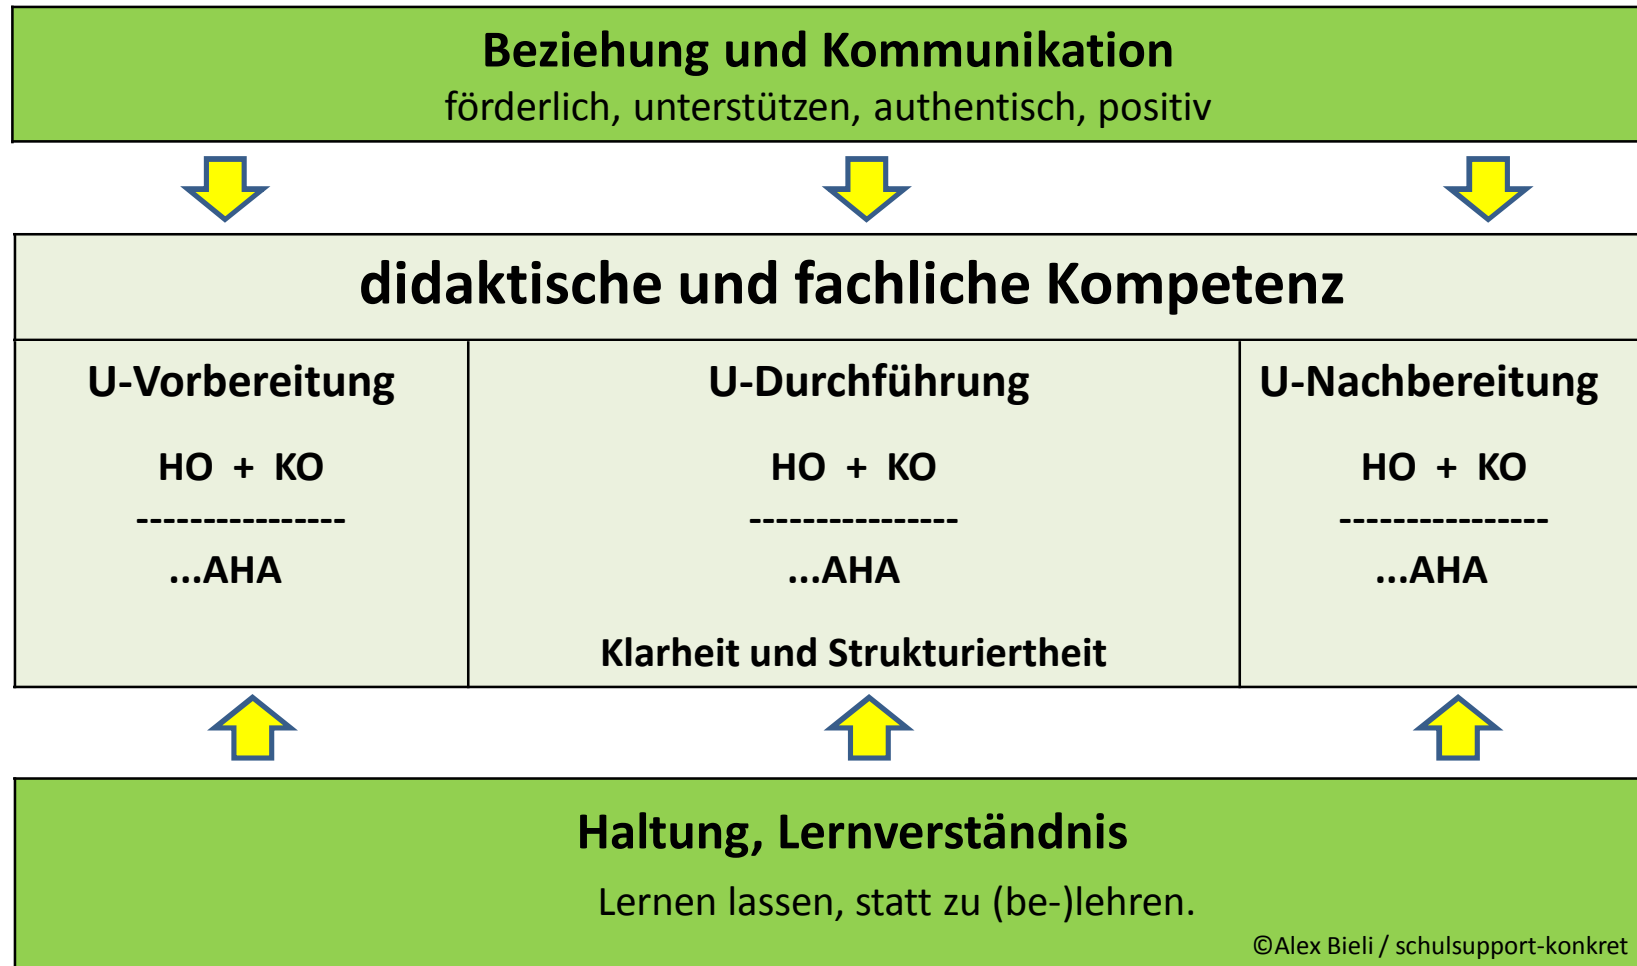 Beziehung und Kommunikation
förderlich, unterstützen, authentisch, positiv
didaktische und fachliche Kompetenz
U-Vorbereitung
HO + KO
----------------
...AHA
U-Durchführung
HO + KO
----------------
...AHA
Klarheit und Strukturiertheit
U-Nachbereitung
HO + KO
----------------
...AHA
Haltung, Lernverständnis
Lernen lassen, statt zu (be-)lehren.
©Alex Bieli / schulsupport-konkret